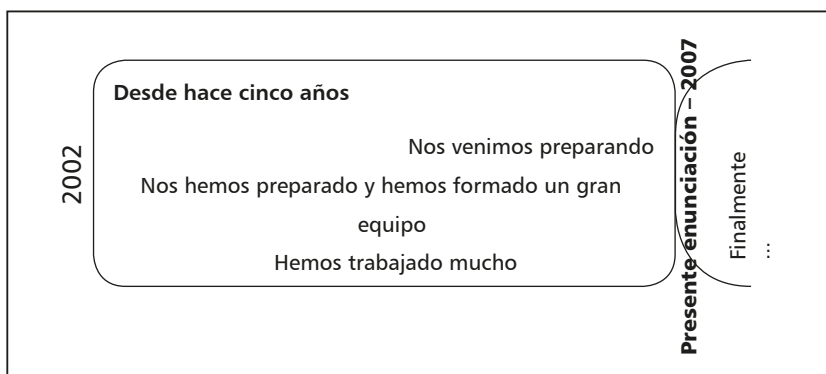 2002
Desde hace cinco años
Nos venimos preparando
Nos hemos preparado y hemos formado un gran
equipo
Hemos trabajado mucho
Presente enunciación – 2007
Finalmente
...